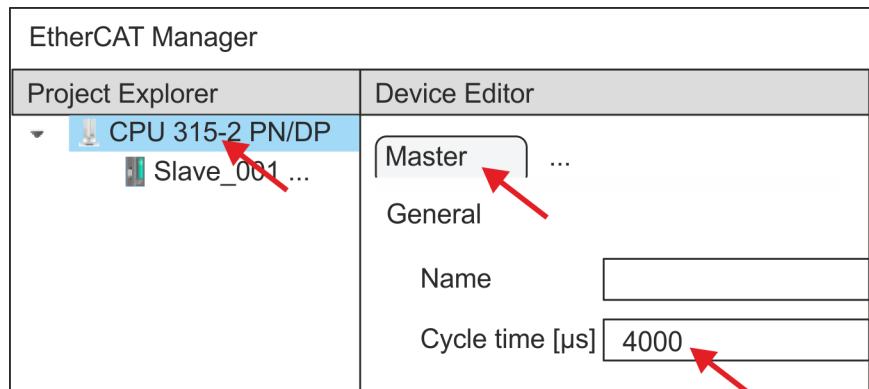 EtherCAT Manager
Project Explorer
Device Editor
CPU 315-2 PN/DP
Slave_001 ...
Master
...
General
Name
Cycle time [µs]
4000